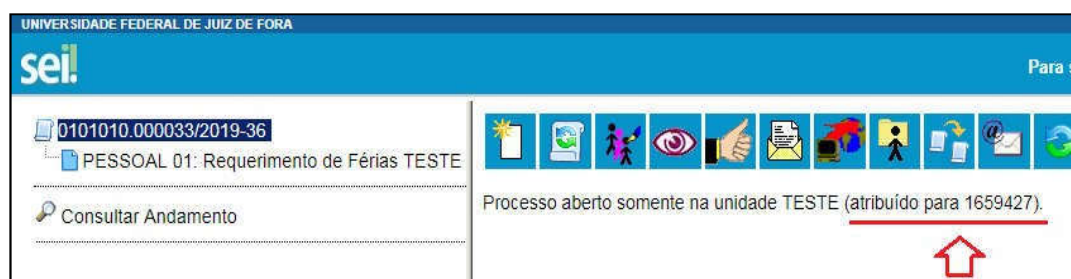 UNIVERSIDADE FEDERAL DE JUIZ DE FORA
sei!
Para s
0101010.000033/2019-36
PESSOAL 01: Requerimento de Férias TESTE
Consultar Andamento
Processo aberto somente na unidade TESTE (atribuído para 1659427).